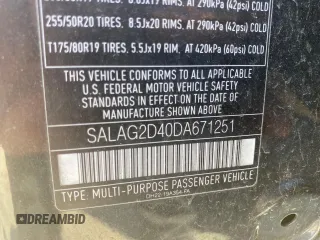 255/50R20 TIRES, 8.5Jx20 RIMS, AT 290kPa (42psi) COLD
T175/80R19 TIRES, 5.5Jx19 RIM, AT 420kPa (60psi) COLD
THIS VEHICLE CONFORMS TO ALL APPLICABLE
U.S. FEDERAL MOTOR VEHICLE SAFETY
STANDARDS IN EFFECT ON THE DATE OF
MANUFACTURE SHOWN ABOVE.
SALAG2D40DA671251
TYPE: MULTI-PURPOSE PASSENGER VEHICLE
DREAMBID